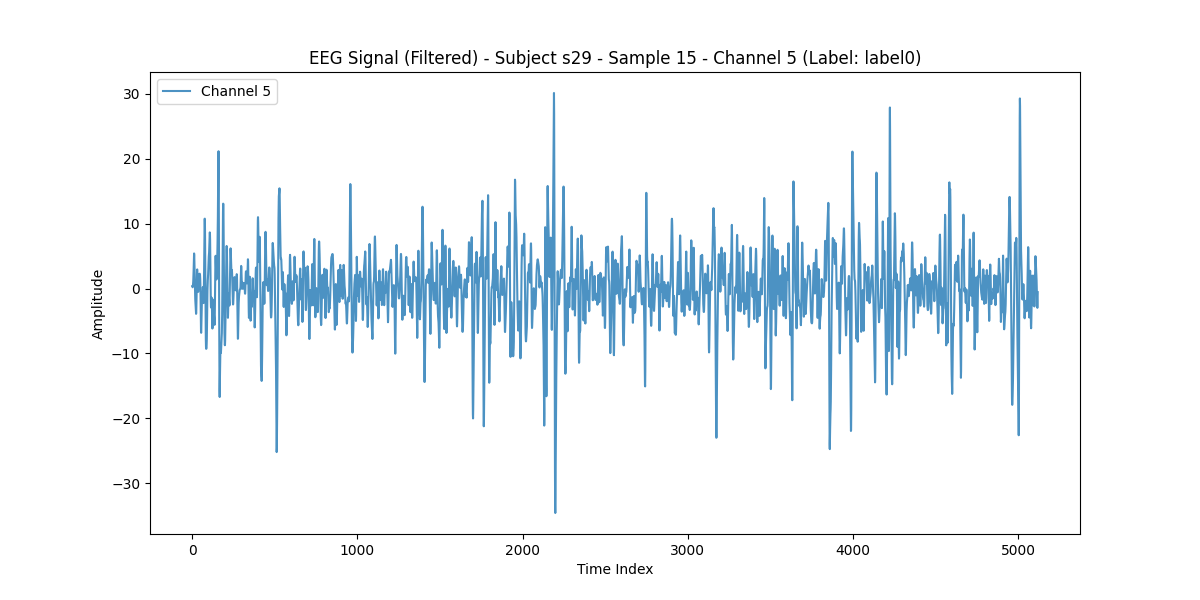 EEG Signal (Filtered) - Subject s29 - Sample 15 - Channel 5 (Label: label0)
Channel 5
30
20
10
0
−10
−20
−30
Amplitude
0 1000 2000 3000 4000 5000
Time Index